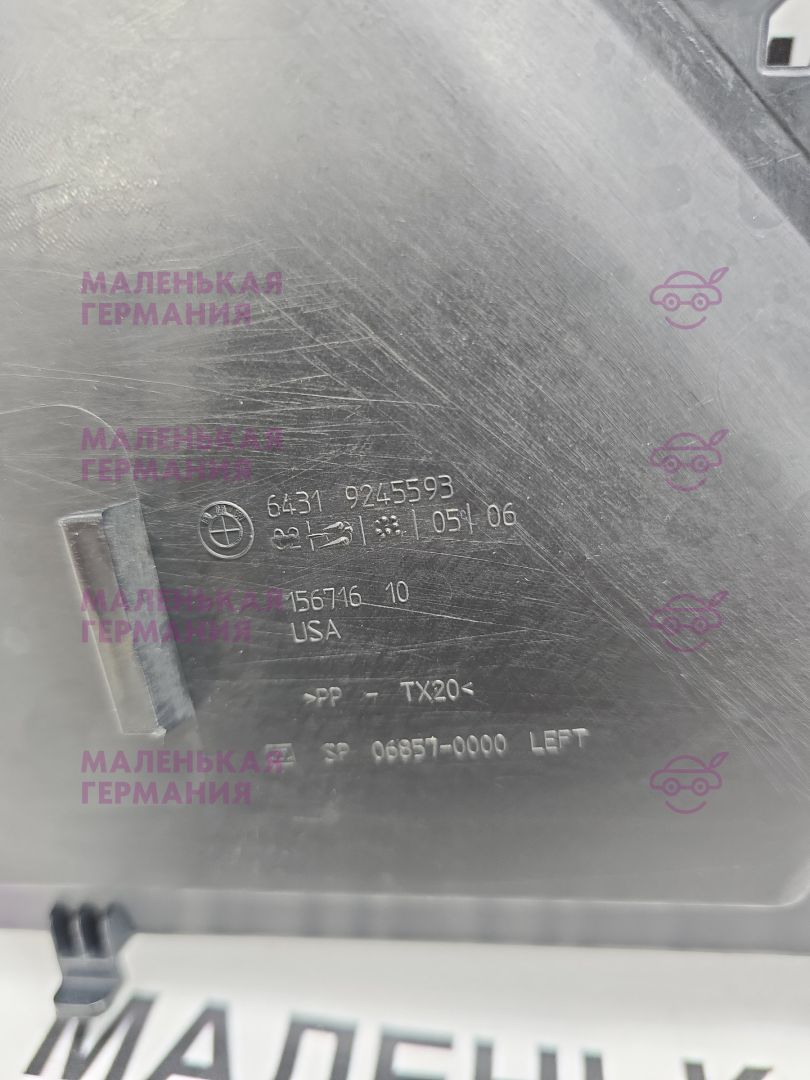 МАЛЕНЬКАЯ
ГЕРМАНИЯ
МАЛЕНЬКАЯ
ГЕРМАНИЯ
6431 9245593
05 06
156716 10
USA
МАЛЕНЬКАЯ
ГЕРМАНИЯ
>PP - TX20<
SP 06857-0000 LEFT
МАЛЕНЬКАЯ
ГЕРМАНИЯ
МАЛЕНЬК